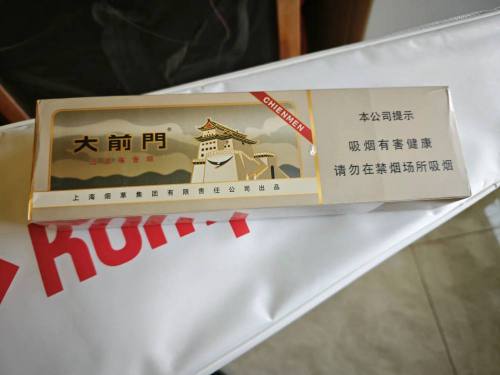 CHIENMEN
大前門®
上海烟草集团有限责任公司出品
本公司提示
吸烟有害健康
请勿在禁烟场所吸烟